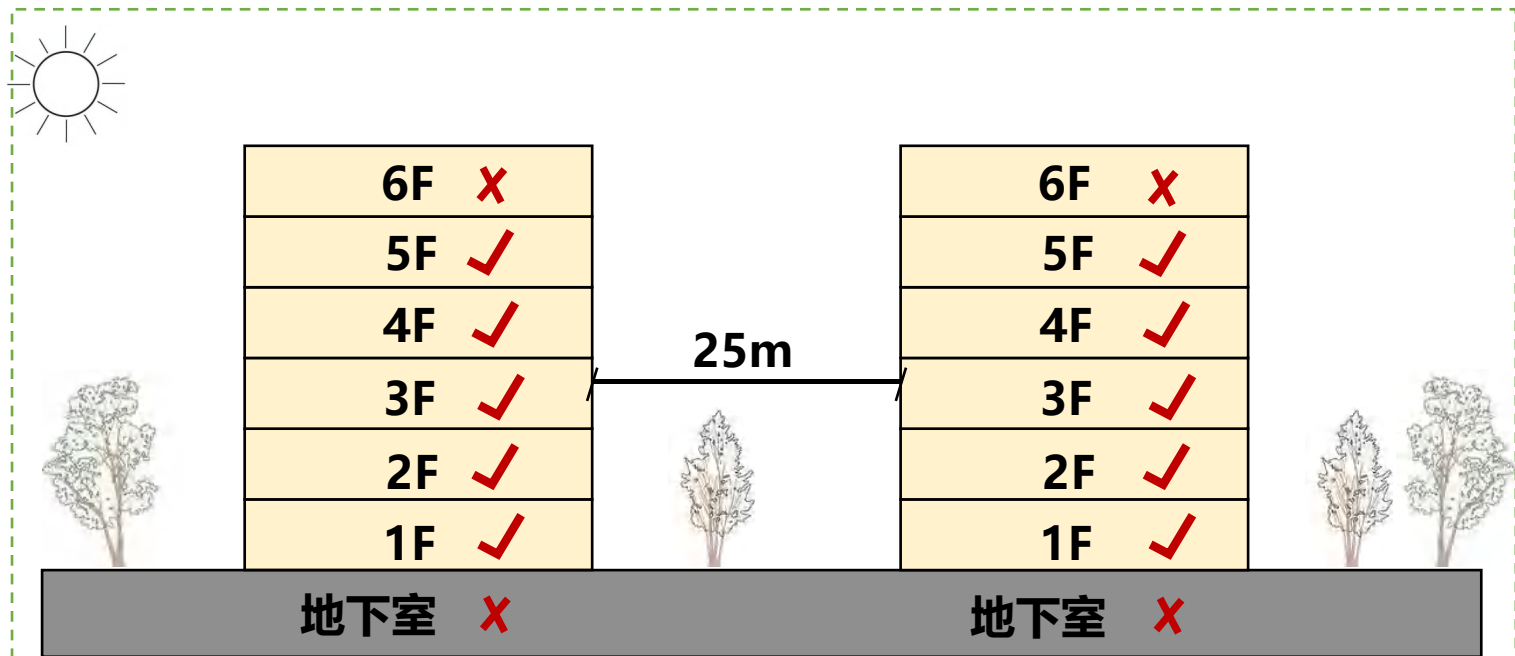 6F ✗ 6F ✗
5F ✓ 5F ✓
4F ✓ 4F ✓
25m
3F ✓ 3F ✓
2F ✓ 2F ✓
1F ✓ 1F ✓
地下室 ✗ 地下室 ✗